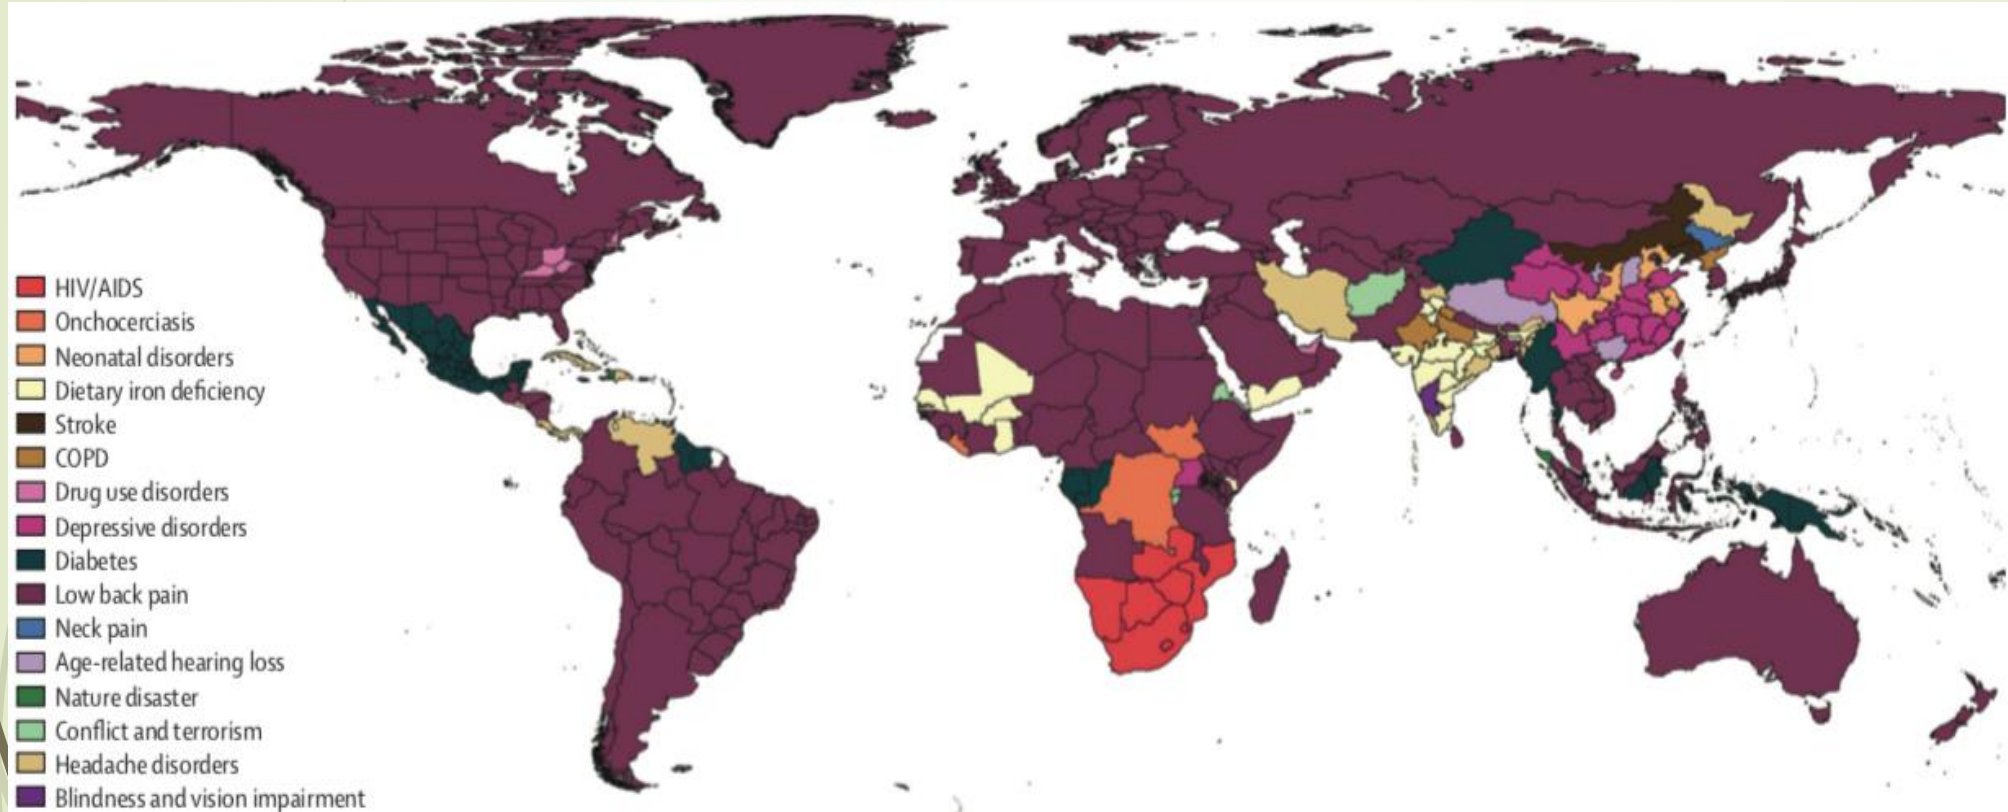 HIV/AIDS
Onchocerciasis
Neonatal disorders
Dietary iron deficiency
Stroke
COPD
Drug use disorders
Depressive disorders
Diabetes
Low back pain
Neck pain
Age-related hearing loss
Nature disaster
Conflict and terrorism
Headache disorders
Blindness and vision impairment